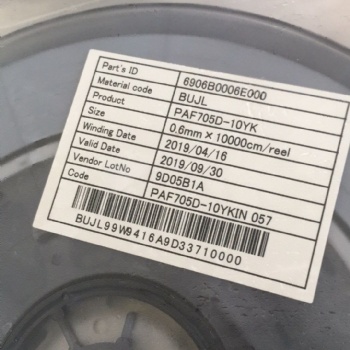 Part's ID 6906B0006E000
Material code BUJL
Product PAF705D-10YK
Size 0.6mm × 10000cm/reel
Winding Date 2019/04/16
Valid Date 2019/09/30
Vendor LotNo 9D05B1A
Code PAF705D-10YKIN 057
BUJL99W9416A9D33710000